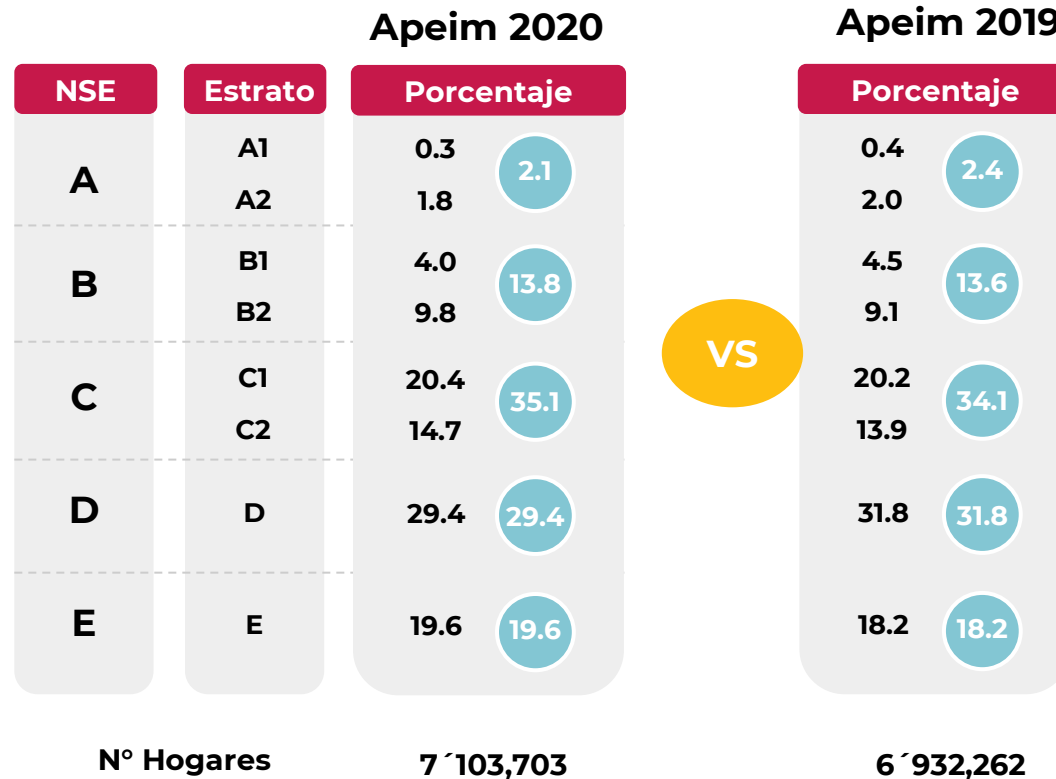 Apeim 2020 Apeim 2019
NSE Estrato Porcentaje Porcentaje
A1 0.3 0.4
A 2.1 2.4
A2 1.8 2.0
B1 4.0 4.5
B 13.8 13.6
B2 9.8 9.1
VS
C1 20.4 20.2
C 35.1 34.1
C2 14.7 13.9
D D 29.4 29.4 31.8 31.8
E E 19.6 19.6 18.2 18.2
N° Hogares 7´103,703 6´932,262